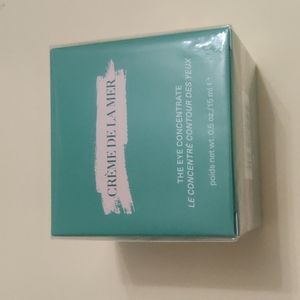 CRÈME DE LA MER
THE EYE CONCENTRATE
LE CONCENTRÉ CONTOUR DES YEUX
poids net wt. 0.5 oz / 15 ml ℮